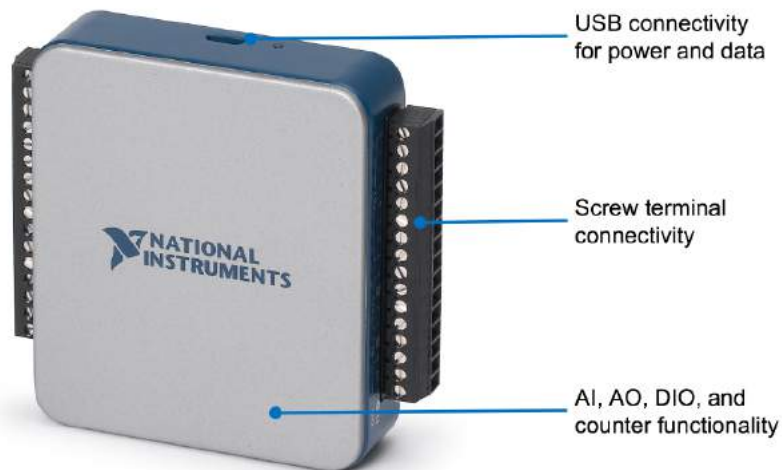 USB connectivity
for power and data
NATIONAL
INSTRUMENTS
Screw terminal
connectivity
AI, AO, DIO, and
counter functionality